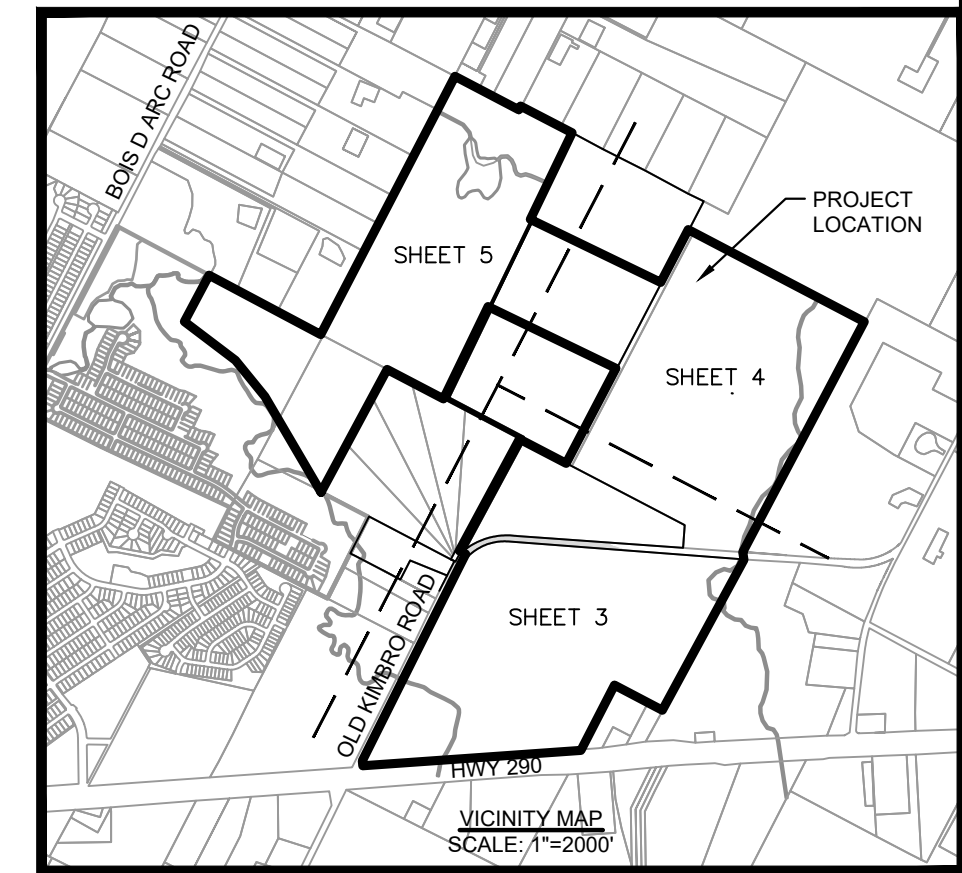 BOIS D ARC ROAD
PROJECT
LOCATION
SHEET 5
SHEET 4
SHEET 3
OLD KIMBRO ROAD
HWY 290
VICINITY MAP
SCALE: 1"=2000'